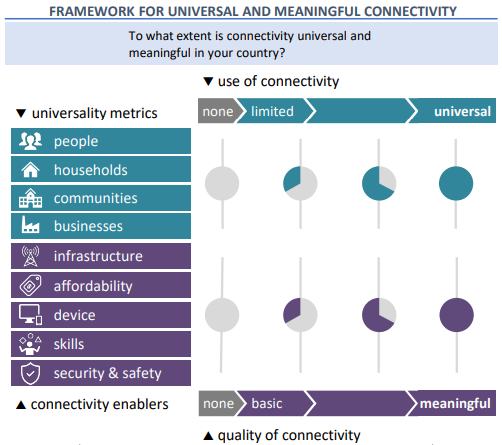 FRAMEWORK FOR UNIVERSAL AND MEANINGFUL CONNECTIVITY
To what extent is connectivity universal and
meaningful in your country?
▼ use of connectivity
▼ universality metrics
none limited universal
people
households
communities
businesses
infrastructure
affordability
device
skills
security & safety
▲ connectivity enablers
none basic meaningful
▲ quality of connectivity